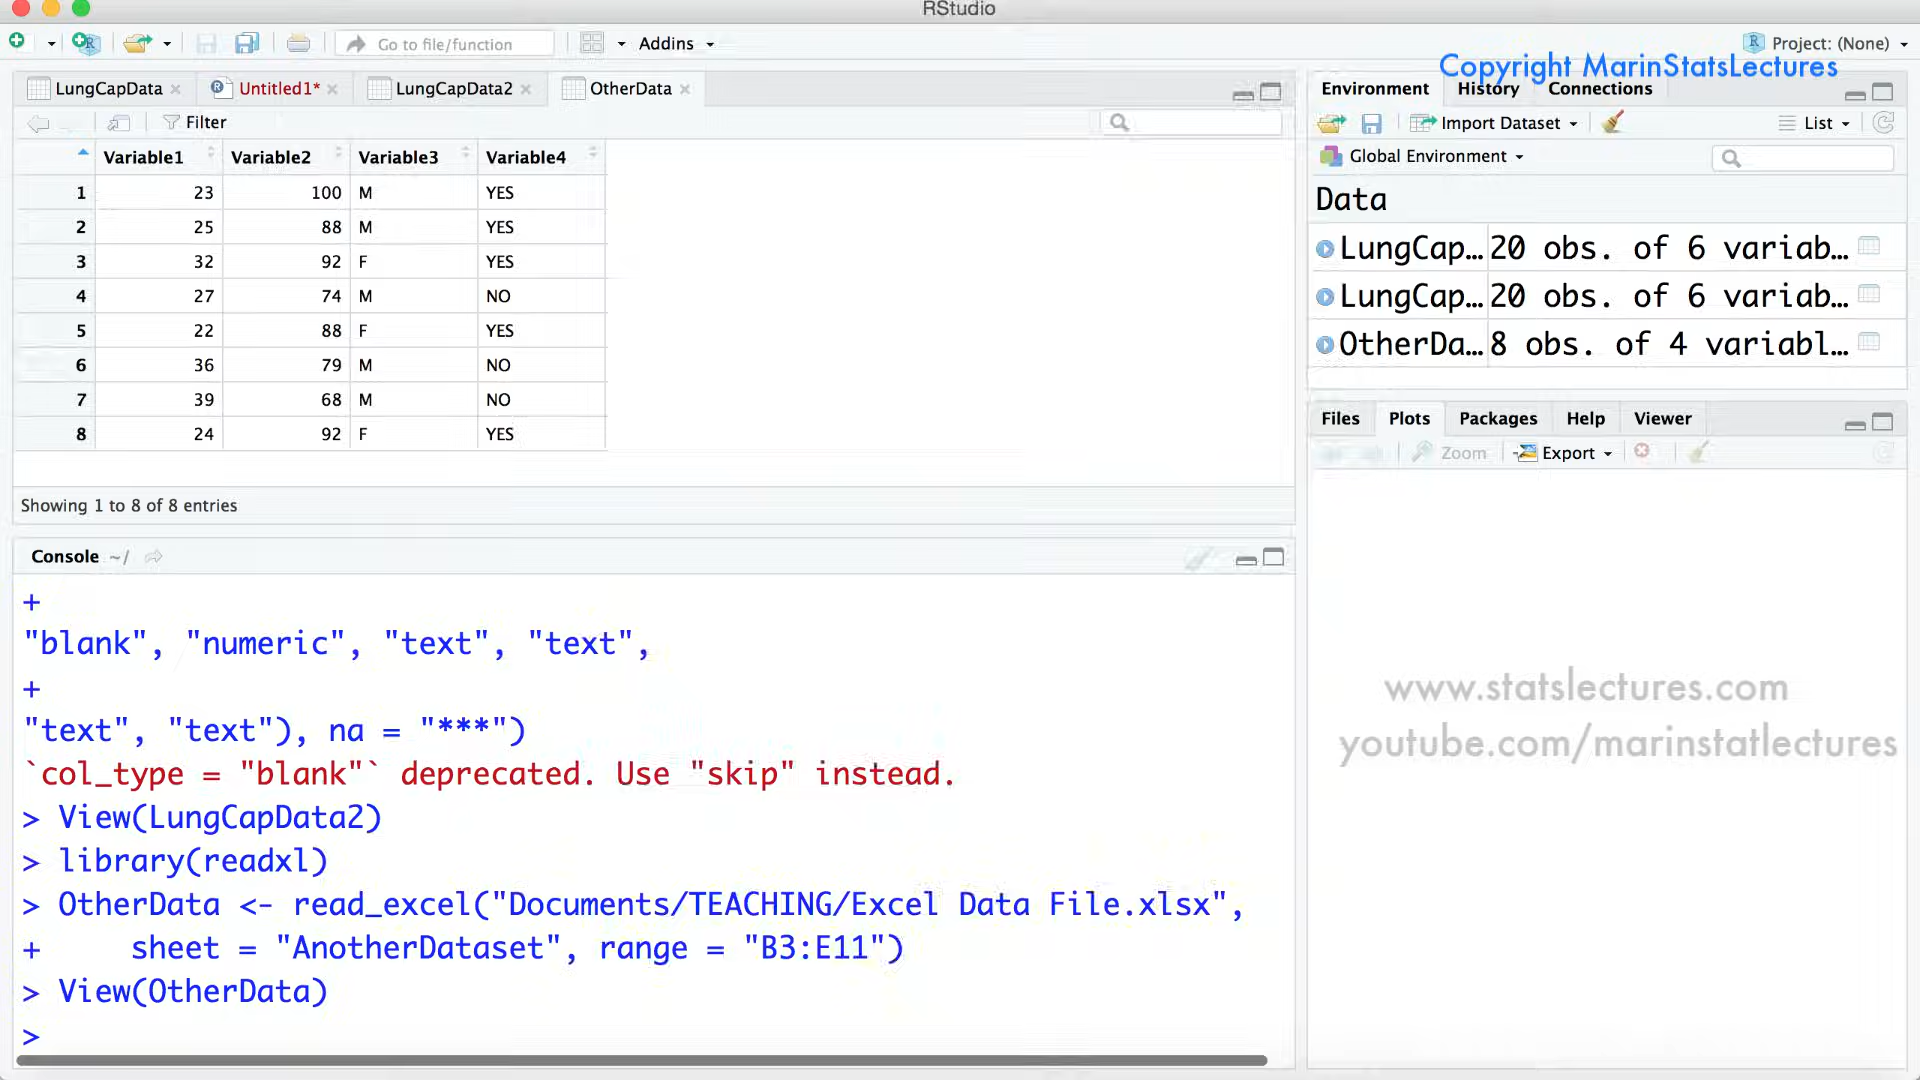 RStudio
Go to file/function
Addins
Project: (None)
Copyright MarinStatsLectures
LungCapData
Untitled1*
LungCapData2
OtherData
Filter
Variable1 Variable2 Variable3 Variable4
1 23 100 M YES
2 25 88 M YES
3 32 92 F YES
4 27 74 M NO
5 22 88 F YES
6 36 79 M NO
7 39 68 M NO
8 24 92 F YES
Showing 1 to 8 of 8 entries
Console ~/
+
"blank", "numeric", "text", "text",
+
"text", "text"), na = "***")
`col_type = "blank"` deprecated. Use "skip" instead.
> View(LungCapData2)
> library(readxl)
> OtherData <- read_excel("Documents/TEACHING/Excel Data File.xlsx",
+     sheet = "AnotherDataset", range = "B3:E11")
> View(OtherData)
>
Environment History Connections
Import Dataset
List
Global Environment
Data
LungCap… 20 obs. of 6 variab…
LungCap… 20 obs. of 6 variab…
OtherDa… 8 obs. of 4 variabl…
Files Plots Packages Help Viewer
Zoom Export
www.statslectures.com
youtube.com/marinstatlectures